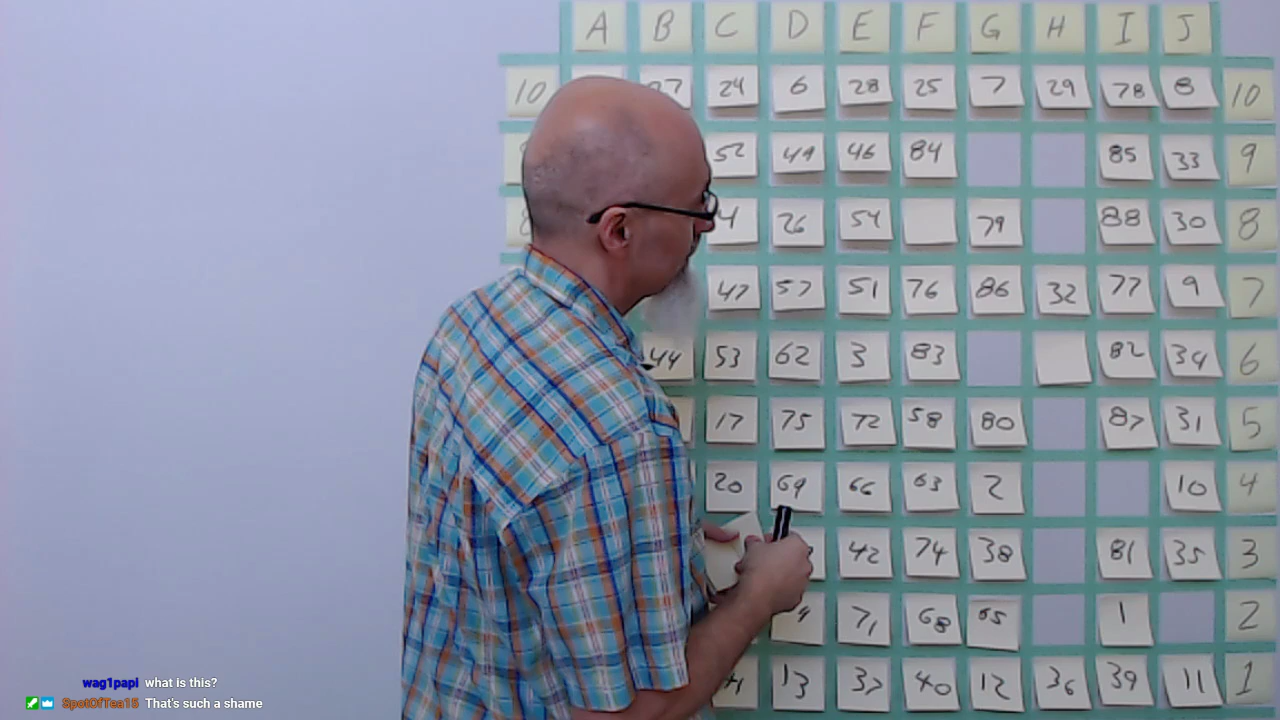 A B C D E F G H I J
10 27 24 6 28 25 7 29 78 8 10
52 49 46 84 85 33 9
8 4 26 54 79 88 30 8
47 57 51 76 86 32 77 9 7
44 53 62 3 83 82 34 6
17 75 72 58 80 87 31 5
20 69 66 63 2 10 4
42 74 38 81 35 3
71 68 65 1 2
13 37 40 12 36 39 11 1
wag1papi what is this?
SpotOfTea15 That's such a shame